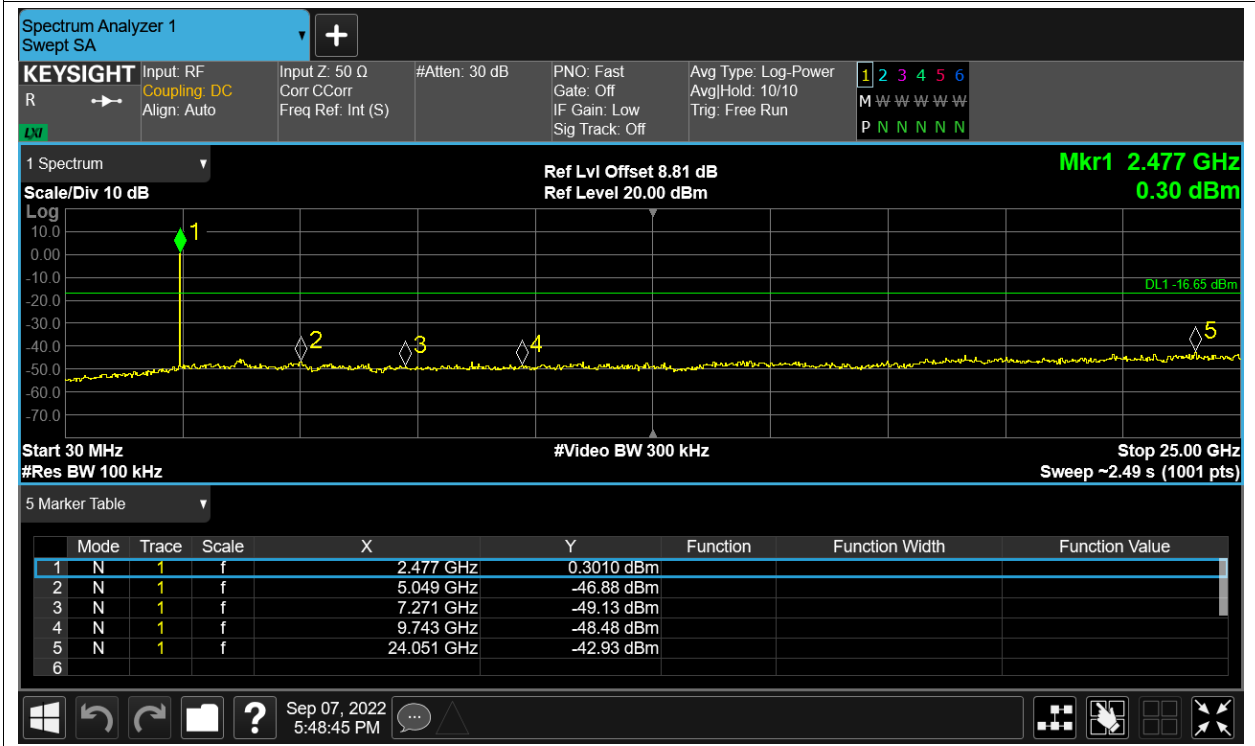 Spectrum Analyzer 1
Swept SA
+
KEYSIGHT
R
LXI
Input: RF
Coupling: DC
Align: Auto
Input Z: 50 Ω
Corr CCorr
Freq Ref: Int (S)
#Atten: 30 dB
PNO: Fast
Gate: Off
IF Gain: Low
Sig Track: Off
Avg Type: Log-Power
Avg|Hold: 10/10
Trig: Free Run
1 2 3 4 5 6
M W W W W W
P N N N N N
1 Spectrum
Scale/Div 10 dB
Ref Lvl Offset 8.81 dB
Ref Level 20.00 dBm
Mkr1 2.477 GHz
0.30 dBm
Log
10.0
0.00
-10.0
-20.0
-30.0
-40.0
-50.0
-60.0
-70.0
1
2
3
4
5
DL1 -16.65 dBm
Start 30 MHz
#Res BW 100 kHz
#Video BW 300 kHz
Stop 25.00 GHz
Sweep ~2.49 s (1001 pts)
5 Marker Table
Mode Trace Scale X Y Function Function Width Function Value
1 N 1 f 2.477 GHz 0.3010 dBm
2 N 1 f 5.049 GHz -46.88 dBm
3 N 1 f 7.271 GHz -49.13 dBm
4 N 1 f 9.743 GHz -48.48 dBm
5 N 1 f 24.051 GHz -42.93 dBm
6
?
Sep 07, 2022
5:48:45 PM